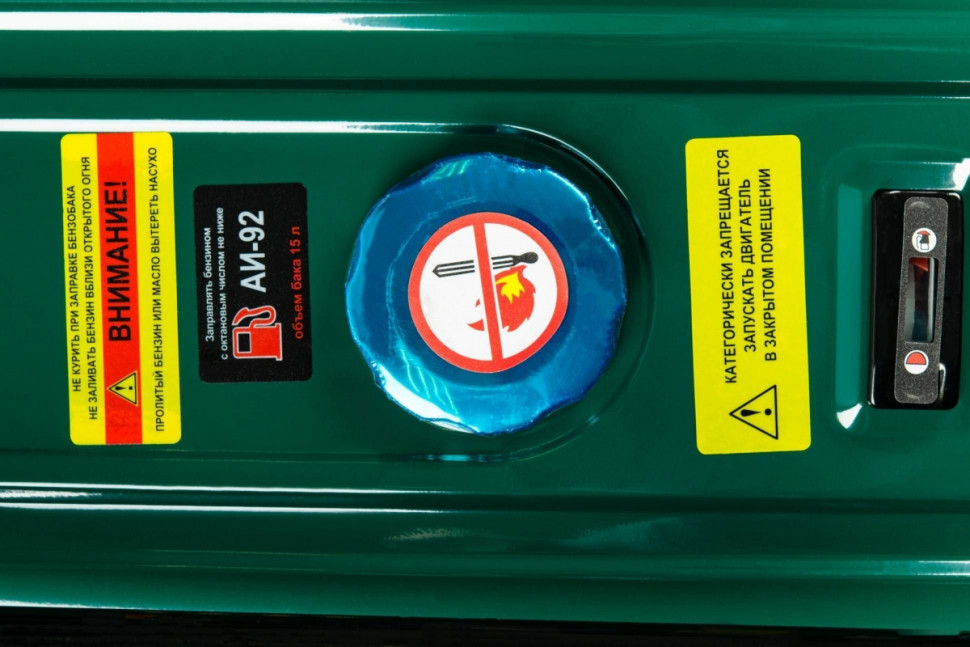 НЕ КУРИТЬ ПРИ ЗАПРАВКЕ БЕНЗОБАКА
НЕ ЗАЛИВАТЬ БЕНЗИН ВБЛИЗИ ОТКРЫТОГО ОГНЯ
ВНИМАНИЕ!
ПРОЛИТЫЙ БЕНЗИН ИЛИ МАСЛО ВЫТЕРЕТЬ НАСУХО
Заправлять бензином
с октановым числом не ниже
АИ-92
объем бака 15 л
КАТЕГОРИЧЕСКИ ЗАПРЕЩАЕТСЯ
ЗАПУСКАТЬ ДВИГАТЕЛЬ
В ЗАКРЫТОМ ПОМЕЩЕНИИ